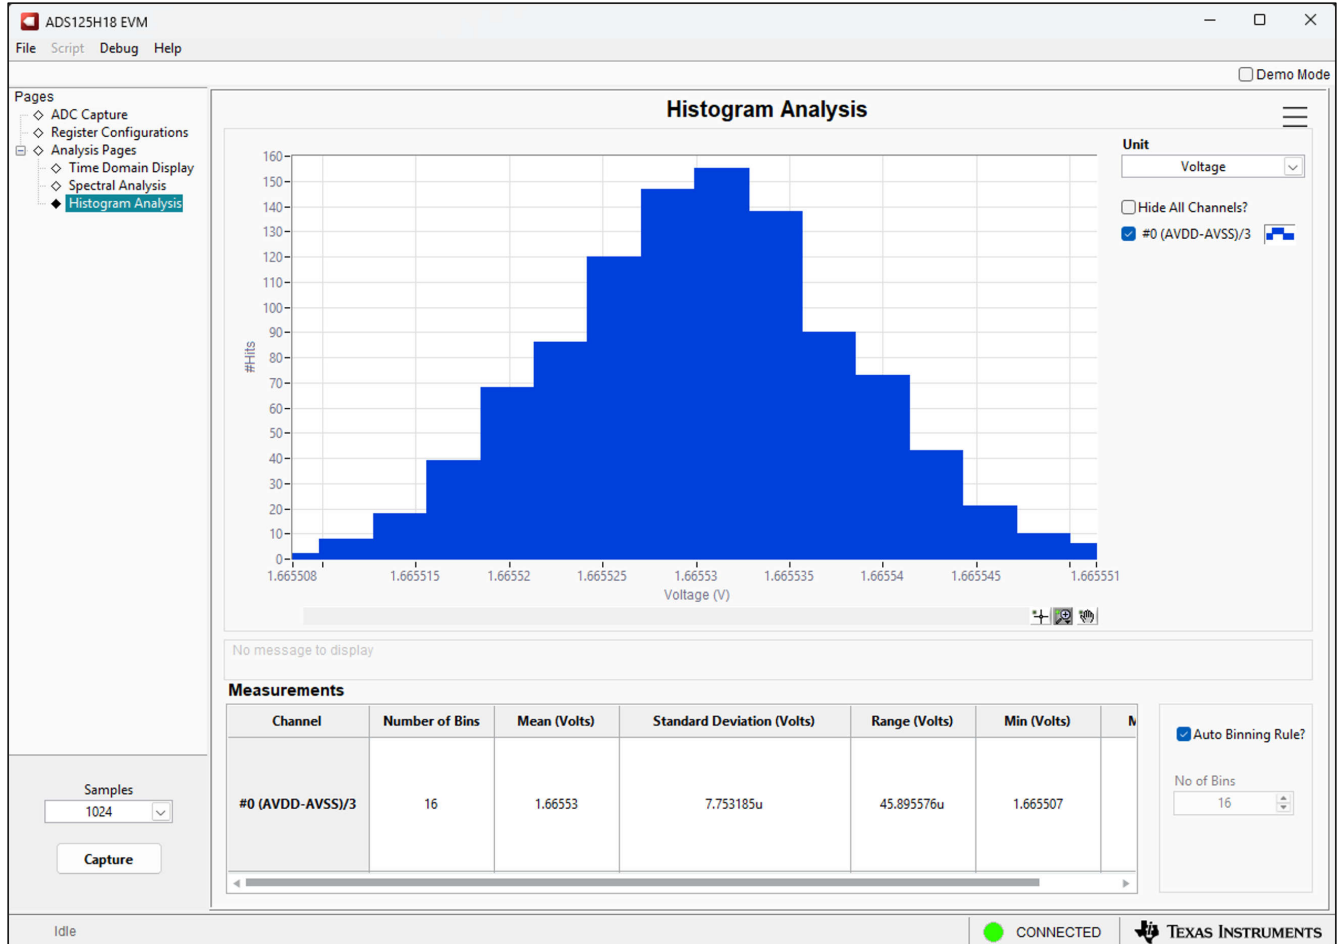 ADS125H18 EVM
File Script Debug Help
Demo Mode
Pages
ADC Capture
Register Configurations
Analysis Pages
Time Domain Display
Spectral Analysis
Histogram Analysis
Histogram Analysis
160
150
140
130
120
110
100
90
80
70
60
50
40
30
20
10
0
#Hits
1.665508 1.665515 1.66552 1.665525 1.66553 1.665535 1.66554 1.665545 1.665551
Voltage (V)
Unit
Voltage
Hide All Channels?
#0 (AVDD-AVSS)/3
No message to display
Measurements
Channel Number of Bins Mean (Volts) Standard Deviation (Volts) Range (Volts) Min (Volts)
#0 (AVDD-AVSS)/3 16 1.66553 7.753185u 45.895576u 1.665507
Auto Binning Rule?
No of Bins
16
Samples
1024
Capture
Idle
CONNECTED
TEXAS INSTRUMENTS